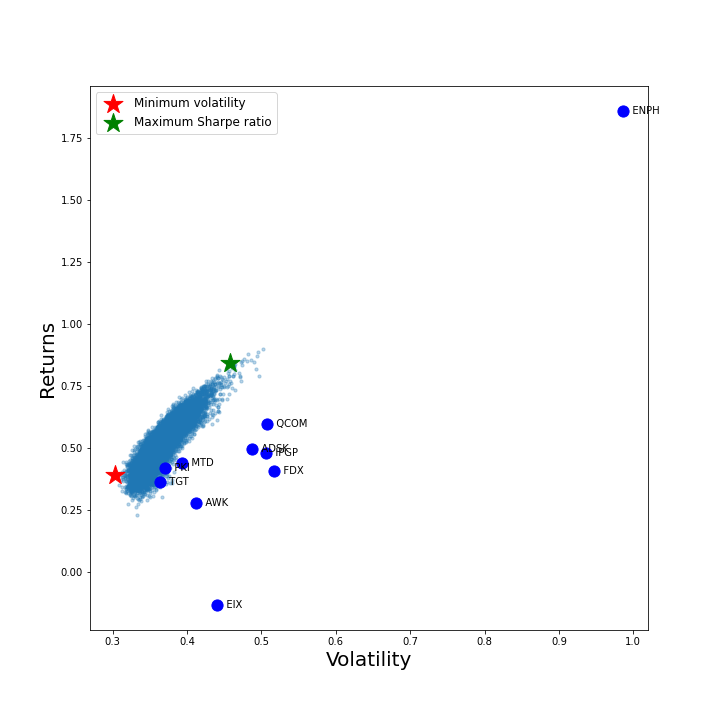 Minimum volatility
Maximum Sharpe ratio
ENPH
1.75
1.50
1.25
1.00
0.75
0.50
0.25
0.00
Returns
QCOM
ADSK
IPGP
MTD
FDX
TGT
AWK
EIX
0.3
0.4
0.5
0.6
0.7
0.8
0.9
1.0
Volatility